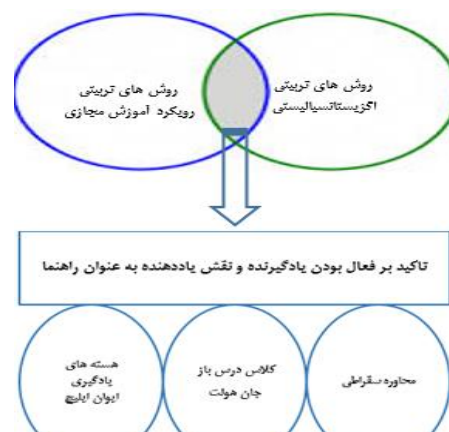 روش های تربیتی
اگزیستانسیالیستی
روش های تربیتی
رویکرد آموزش مجازی
تاکید بر فعال بودن یادگیرنده و نقش یاددهنده به عنوان راهنما
محاوره سقراطی
کلاس درس باز
جان هولت
هسته های
یادگیری
ایوان ایلیچ